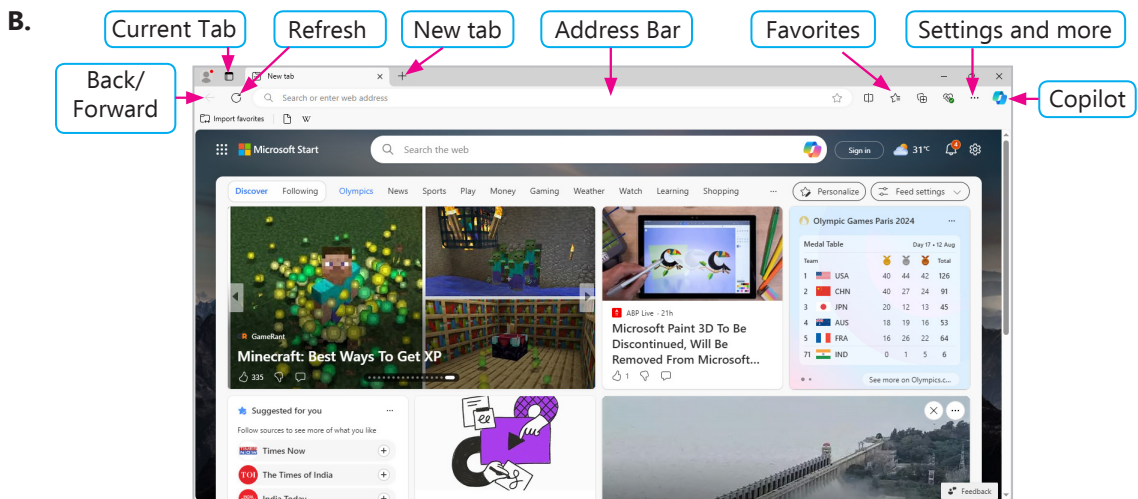 B.
Current Tab
Refresh
New tab
Address Bar
Favorites
Settings and more
Back/
Forward
Copilot
New tab
Search or enter web address
Import favorites
W
Microsoft Start
Search the web
Sign in
31°C
4
Discover
Following
Olympics
News
Sports
Play
Money
Gaming
Weather
Watch
Learning
Shopping
Personalize
Feed settings
GameRant
Minecraft: Best Ways To Get XP
335
ABP Live - 21h
Microsoft Paint 3D To Be
Discontinued, Will Be
Removed From Microsoft...
1
Olympic Games Paris 2024
Medal Table
Day 17 • 12 Aug
Team
Total
1 USA 40 44 42 126
2 CHN 40 27 24 91
3 JPN 20 12 13 45
4 AUS 18 19 16 53
5 FRA 16 26 22 64
71 IND 0 1 5 6
See more on Olympics.c...
Suggested for you
Follow sources to see more of what you like
Times Now
TOI The Times of India
India Today
ee
Feedback